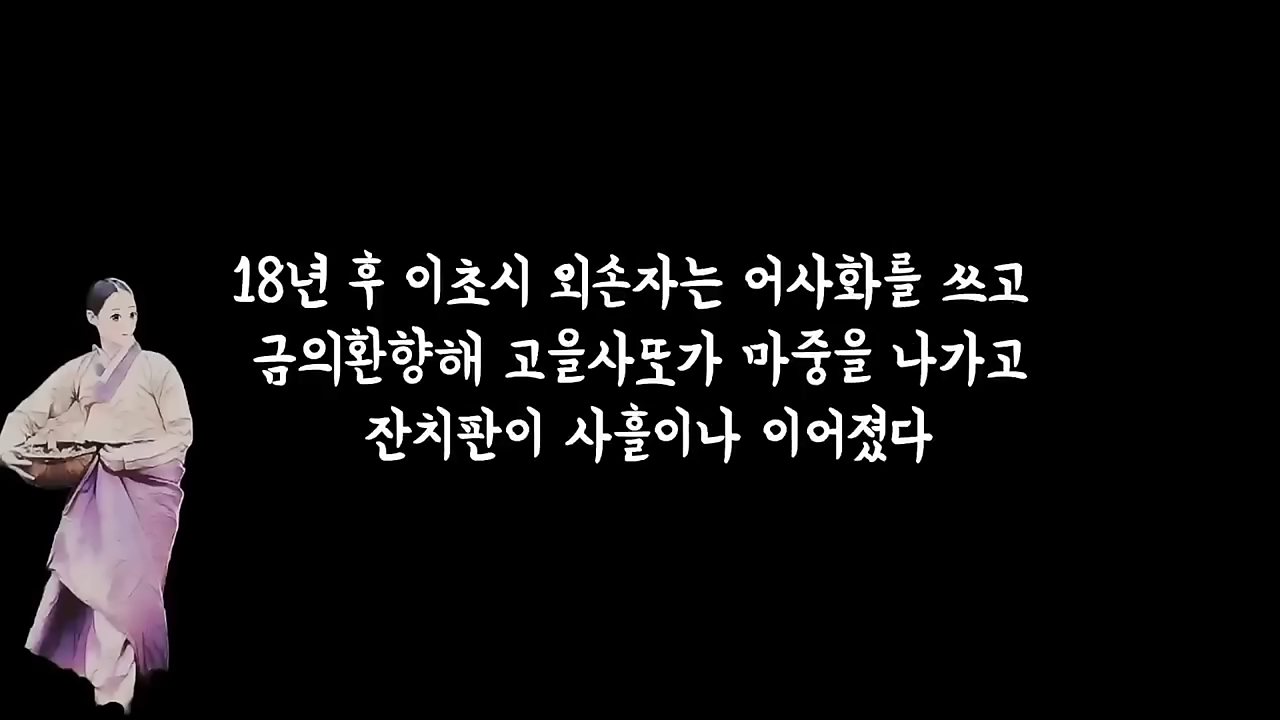 18년 후 이초시 외손자는 어사화를 쓰고
금의환향해 고을사또가 마중을 나가고
잔치판이 사흘이나 이어졌다